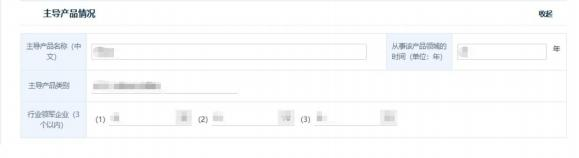 主导产品情况 收起
主导产品名称（中文） 从事该产品领域的时间（单位：年） 年
主导产品类别
行业领军企业（3个以内） (1) (2) (3)